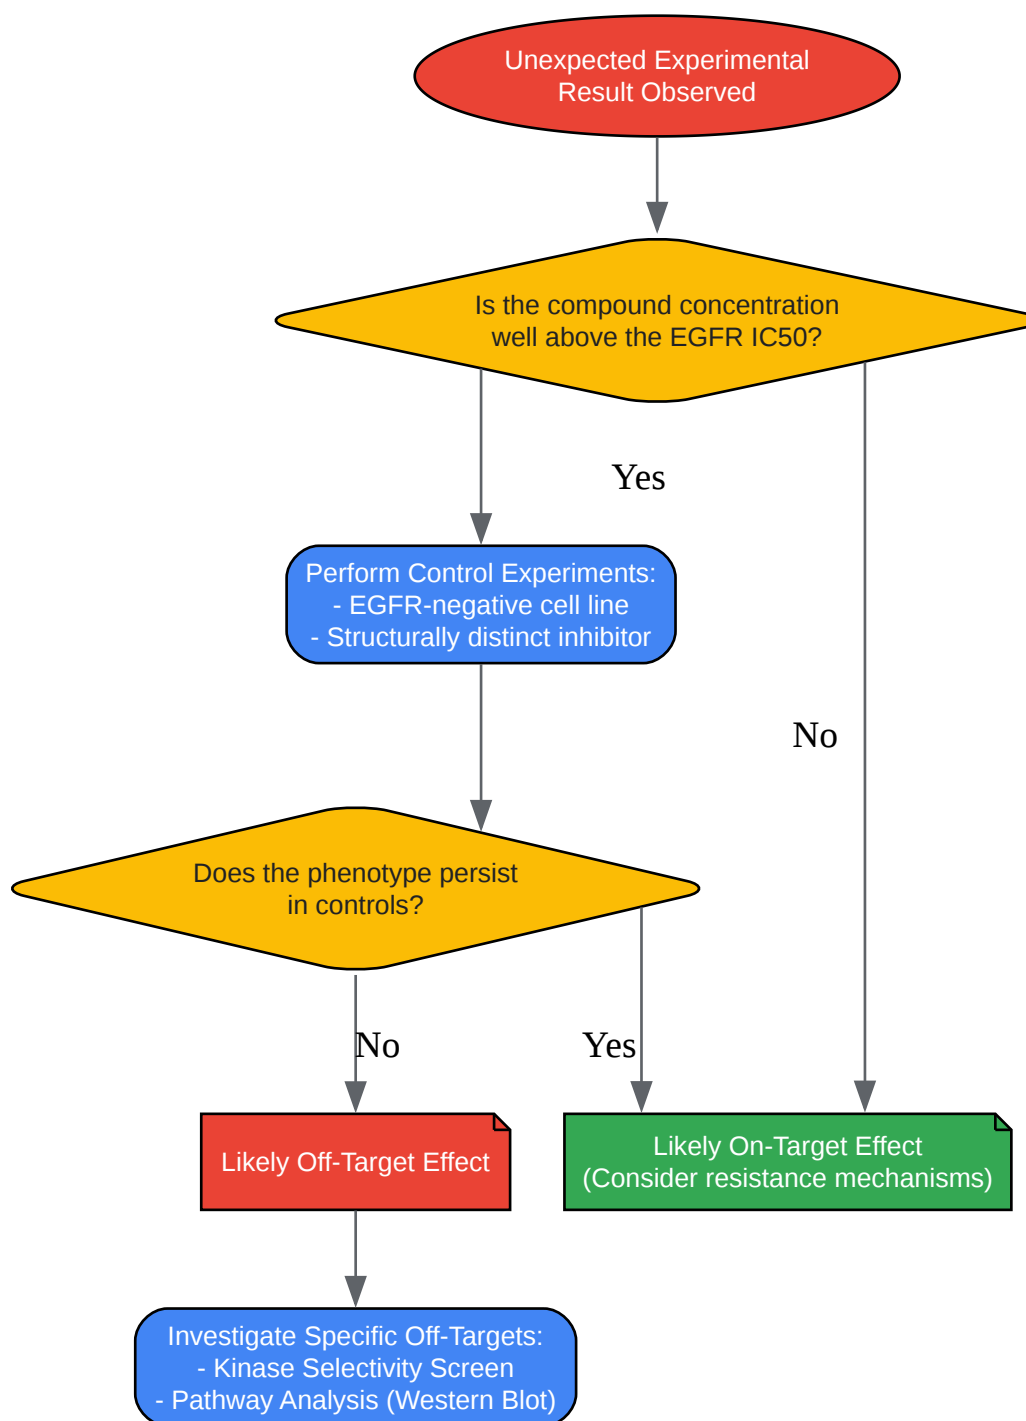 Unexpected Experimental
Result Observed
Is the compound concentration
well above the EGFR IC50?
Yes
Perform Control Experiments:
- EGFR-negative cell line
- Structurally distinct inhibitor
No
Does the phenotype persist
in controls?
No
Yes
Likely Off-Target Effect
Likely On-Target Effect
(Consider resistance mechanisms)
Investigate Specific Off-Targets:
- Kinase Selectivity Screen
- Pathway Analysis (Western Blot)